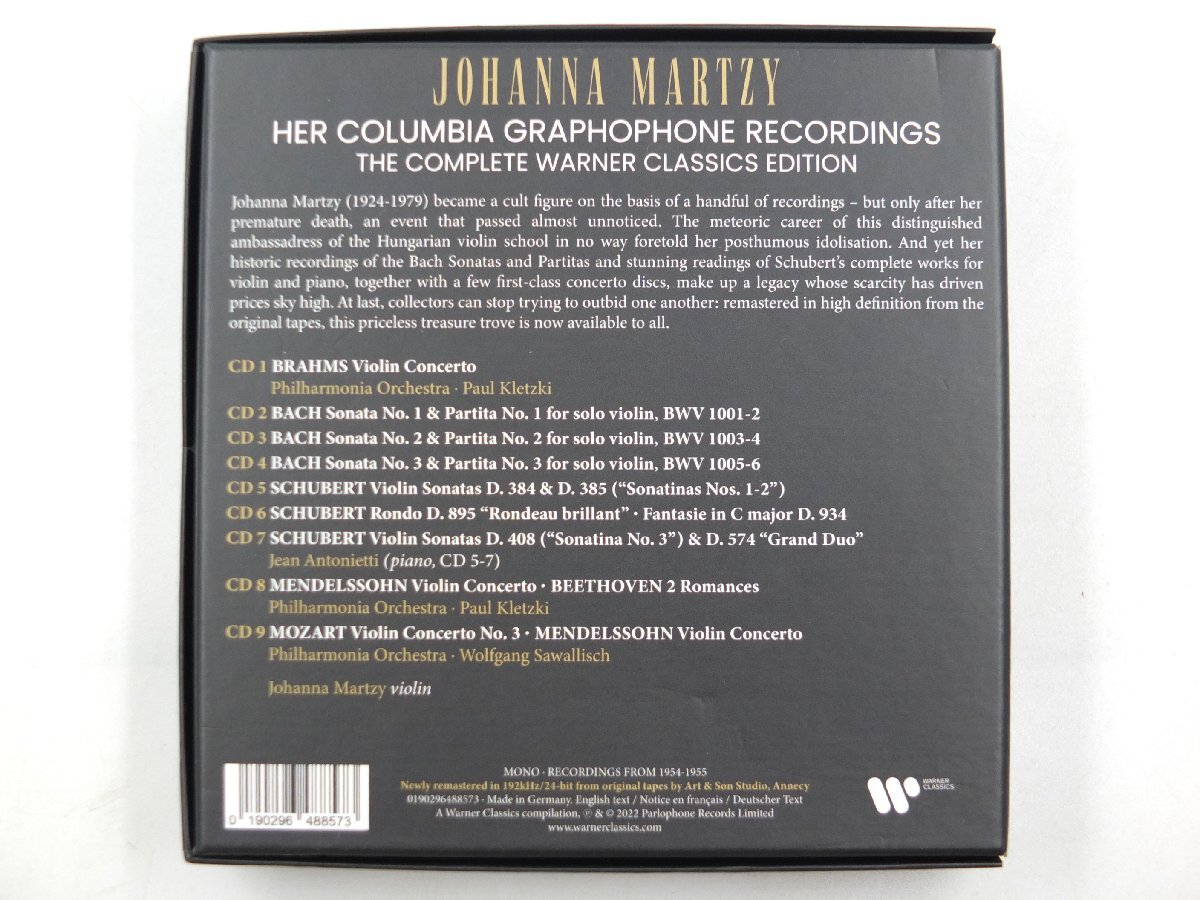 JOHANNA MARTZY
HER COLUMBIA GRAPHOPHONE RECORDINGS
THE COMPLETE WARNER CLASSICS EDITION
Johanna Martzy (1924-1979) became a cult figure on the basis of a handful of recordings – but only after her
premature death, an event that passed almost unnoticed. The meteoric career of this distinguished
ambassadress of the Hungarian violin school in no way foretold her posthumous idolisation. And yet her
historic recordings of the Bach Sonatas and Partitas and stunning readings of Schubert's complete works for
violin and piano, together with a few first-class concerto discs, make up a legacy whose scarcity has driven
prices sky high. At last, collectors can stop trying to outbid one another: remastered in high definition from the
original tapes, this priceless treasure trove is now available to all.
CD 1 BRAHMS Violin Concerto
Philharmonia Orchestra · Paul Kletzki
CD 2 BACH Sonata No. 1 & Partita No. 1 for solo violin, BWV 1001-2
CD 3 BACH Sonata No. 2 & Partita No. 2 for solo violin, BWV 1003-4
CD 4 BACH Sonata No. 3 & Partita No. 3 for solo violin, BWV 1005-6
CD 5 SCHUBERT Violin Sonatas D. 384 & D. 385 (“Sonatinas Nos. 1-2”)
CD 6 SCHUBERT Rondo D. 895 “Rondeau brillant” · Fantasie in C major D. 934
CD 7 SCHUBERT Violin Sonatas D. 408 (“Sonatina No. 3”) & D. 574 “Grand Duo”
Jean Antonietti (piano, CD 5-7)
CD 8 MENDELSSOHN Violin Concerto · BEETHOVEN 2 Romances
Philharmonia Orchestra · Paul Kletzki
CD 9 MOZART Violin Concerto No. 3 · MENDELSSOHN Violin Concerto
Philharmonia Orchestra · Wolfgang Sawallisch
Johanna Martzy violin
MONO · RECORDINGS FROM 1954-1955
Newly remastered in 192kHz/24-bit from original tapes by Art & Son Studio, Annecy
0190296488573 · Made in Germany. English text / Notice en français / Deutscher Text
A Warner Classics compilation, ℗ & © 2022 Parlophone Records Limited
www.warnerclassics.com
0 190296 488573
WARNER
CLASSICS